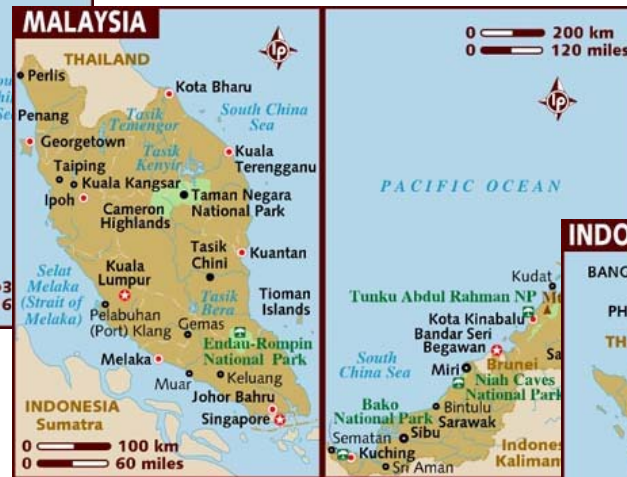 MALAYSIA
THAILAND
Perlis
Kota Bharu
Penang
Tasik
Temengor
South China
Sea
Georgetown
Tasik
Kenyir
Kuala
Terengganu
Taiping
Kuala Kangsar
Ipoh
Taman Negara
National Park
Cameron
Highlands
Tasik
Chini
Kuantan
Selat
Melaka
(Strait of
Melaka)
Kuala
Lumpur
Tasik
Bera
Tioman
Islands
Pelabuhan
(Port) Klang
Gemas
Endau-Rompin
National Park
Melaka
Muar
Keluang
Johor Bahru
Singapore
INDONESIA
Sumatra
0 100 km
0 60 miles
LP
0 200 km
0 120 miles
LP
PACIFIC OCEAN
Kudat
Tunku Abdul Rahman NP
Kota Kinabalu
Bandar Seri
Begawan
Brunei
South
China Sea
Miri
Niah Caves
National Park
Bako
National Park
Bintulu
Sarawak
Sibu
Sematan
Kuching
Sri Aman
Indones
Kaliman
INDO
BANG
PH
TH